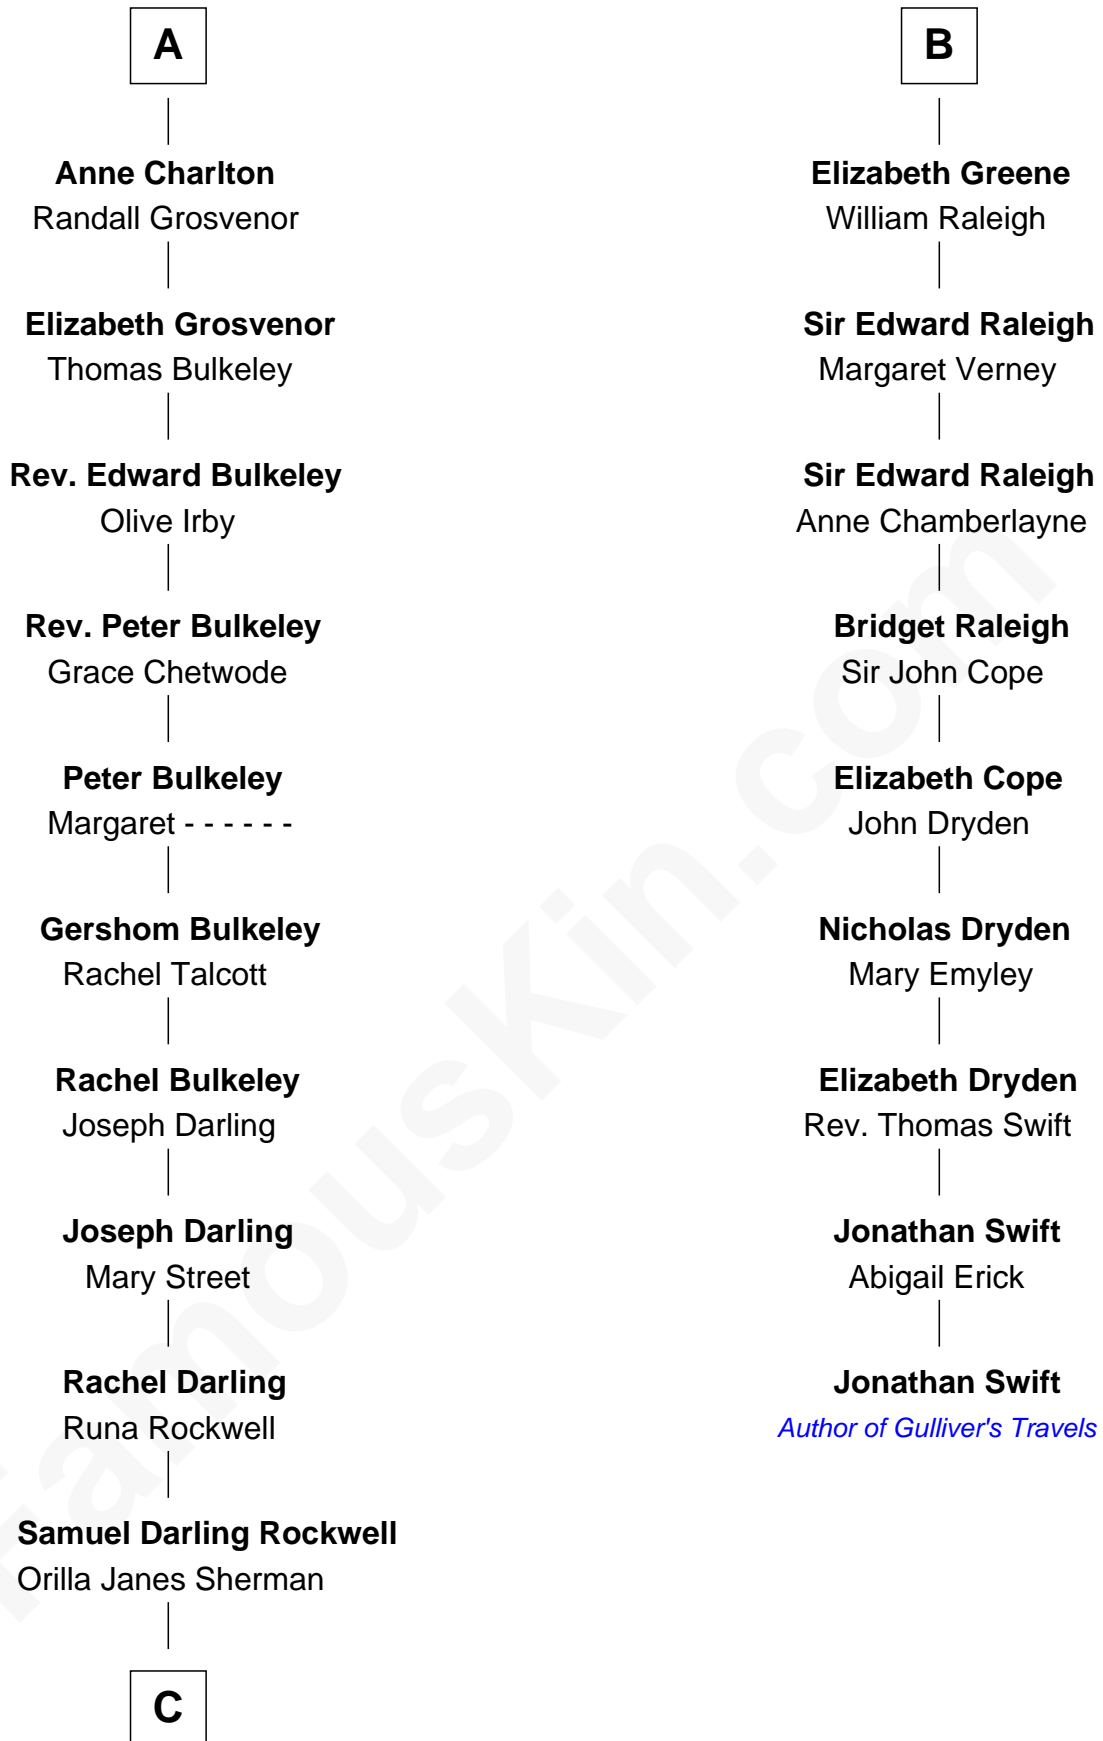 A
Anne Charlton
Randall Grosvenor
Elizabeth Grosvenor
Thomas Bulkeley
Rev. Edward Bulkeley
Olive Irby
Rev. Peter Bulkeley
Grace Chetwode
Peter Bulkeley
Margaret - - - - - -
Gershom Bulkeley
Rachel Talcott
Rachel Bulkeley
Joseph Darling
Joseph Darling
Mary Street
Rachel Darling
Runa Rockwell
Samuel Darling Rockwell
Orilla Janes Sherman
C
B
Elizabeth Greene
William Raleigh
Sir Edward Raleigh
Margaret Verney
Sir Edward Raleigh
Anne Chamberlayne
Bridget Raleigh
Sir John Cope
Elizabeth Cope
John Dryden
Nicholas Dryden
Mary Emyley
Elizabeth Dryden
Rev. Thomas Swift
Jonathan Swift
Abigail Erick
Jonathan Swift
Author of Gulliver's Travels
FamousKin.com